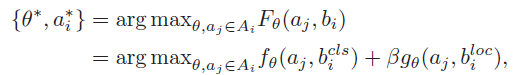 {θ*, a_i^*} = arg max_{θ,a_j∈A_i} F_θ(a_j, b_i)
= arg max_{θ,a_j∈A_i} f_θ(a_j, b_i^{cls}) + βg_θ(a_j, b_i^{loc}),